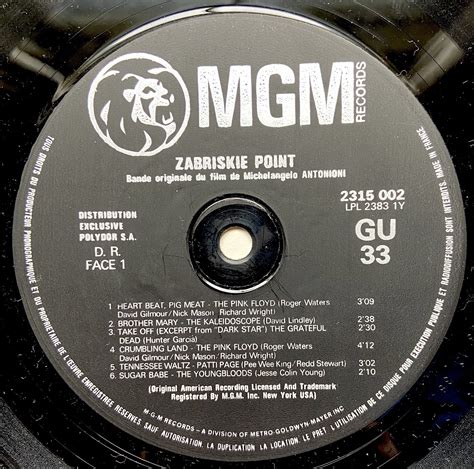 MGM
RECORDS
ZABRISKIE POINT
Bande originale du film de Michelangelo ANTONIONI
DISTRIBUTION
EXCLUSIVE
POLYDOR S.A.
D. R.
FACE 1
2315 002
LPL 2383 1Y
GU
33
1 HEART BEAT, PIG MEAT - THE PINK FLOYD (Roger Waters
David Gilmour/Nick Mason/Richard Wright) 3'09
2 BROTHER MARY - THE KALEIDOSCOPE (David Lindley) 2'39
3 TAKE OFF (Excerpt from "DARK STAR") THE GRATEFUL
DEAD (Hunter Garcia) 2'30
4 CRUMBLING LAND - THE PINK FLOYD (Roger Waters
David Gilmour/Nick Mason/Richard Wright) 4'12
5 TENNESSEE WALTZ - PATTI PAGE (Pee Wee King/Redd Stewart) 3'02
6 SUGAR BABE - THE YOUNGBLOODS (Jesse Colin Young) 2'10
(Original American Recording Licensed And Trademark
Registered By M.G.M. Inc. New York USA)
M-G-M RECORDS - A DIVISION OF METRO-GOLDWYN-MAYER, INC
TOUS DROITS DU PRODUCTEUR PHONOGRAPHIQUE ET DU PROPRIÉTAIRE DE L'ŒUVRE ENREGISTRÉE RÉSERVÉS SAUF AUTORISATION. LA DUPLICATION LA LOCATION. LE PRÊT L'UTILISATION DE CE DISQUE POUR EXECUTION PUBLIQUE ET RADIODIFFUSION SONT INTERDITS. MADE IN FRANCE